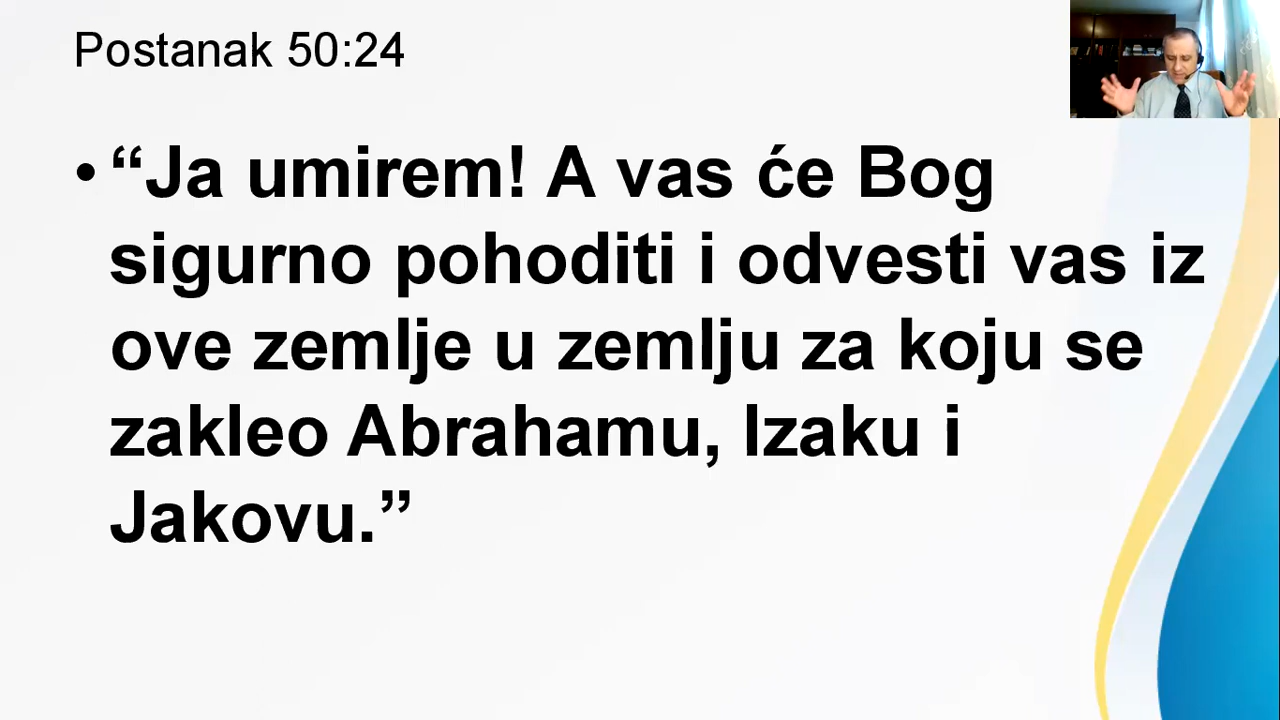 Postanak 50:24
• “Ja umirem! A vas će Bog
sigurno pohoditi i odvesti vas iz
ove zemlje u zemlju za koju se
zakleo Abrahamu, Izaku i
Jakovu.”